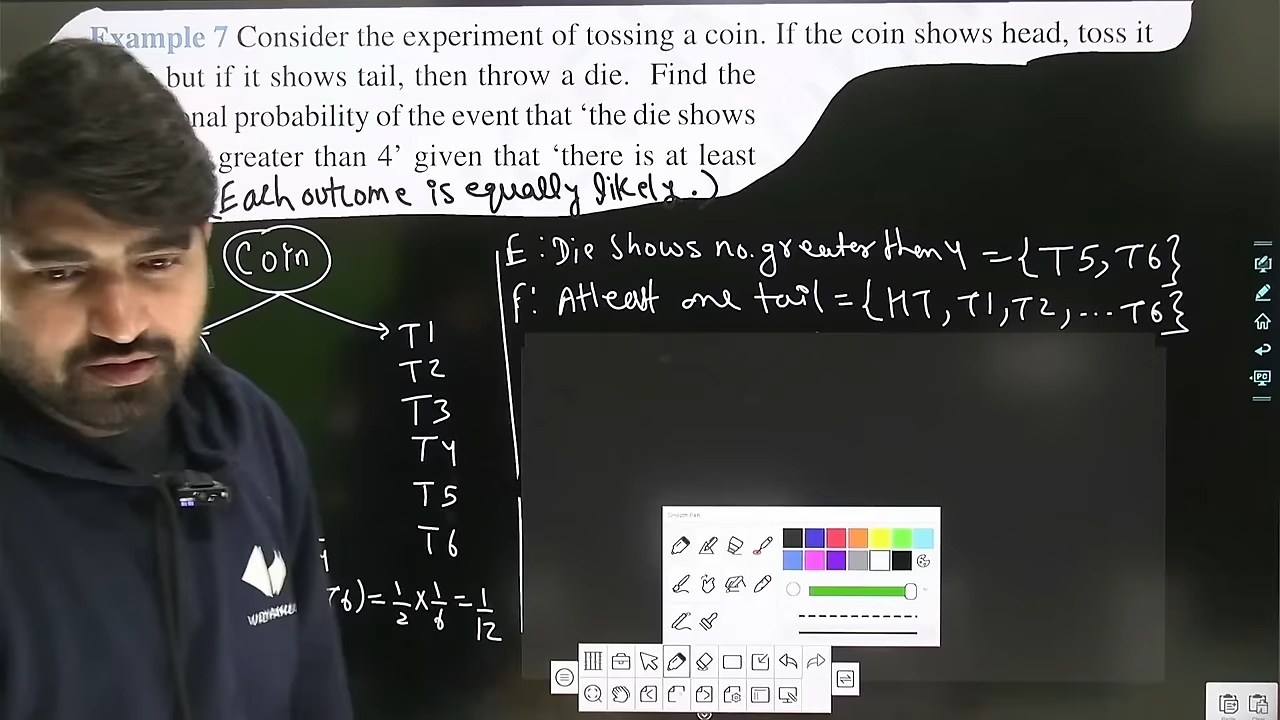 Example 7 Consider the experiment of tossing a coin. If the coin shows head, toss it
but if it shows tail, then throw a die. Find the
nal probability of the event that ‘the die shows
greater than 4’ given that ‘there is at least
(Each outcome is equally likely.)
Coin
T1
T2
T3
T4
T5
T6
T6) = 1/2 × 1/6 = 1/12
E : Die shows no. greater then 4 = {T5, T6}
F: Atleast one tail = {HT, T1, T2, ... T6}
Smooth Pen
PC